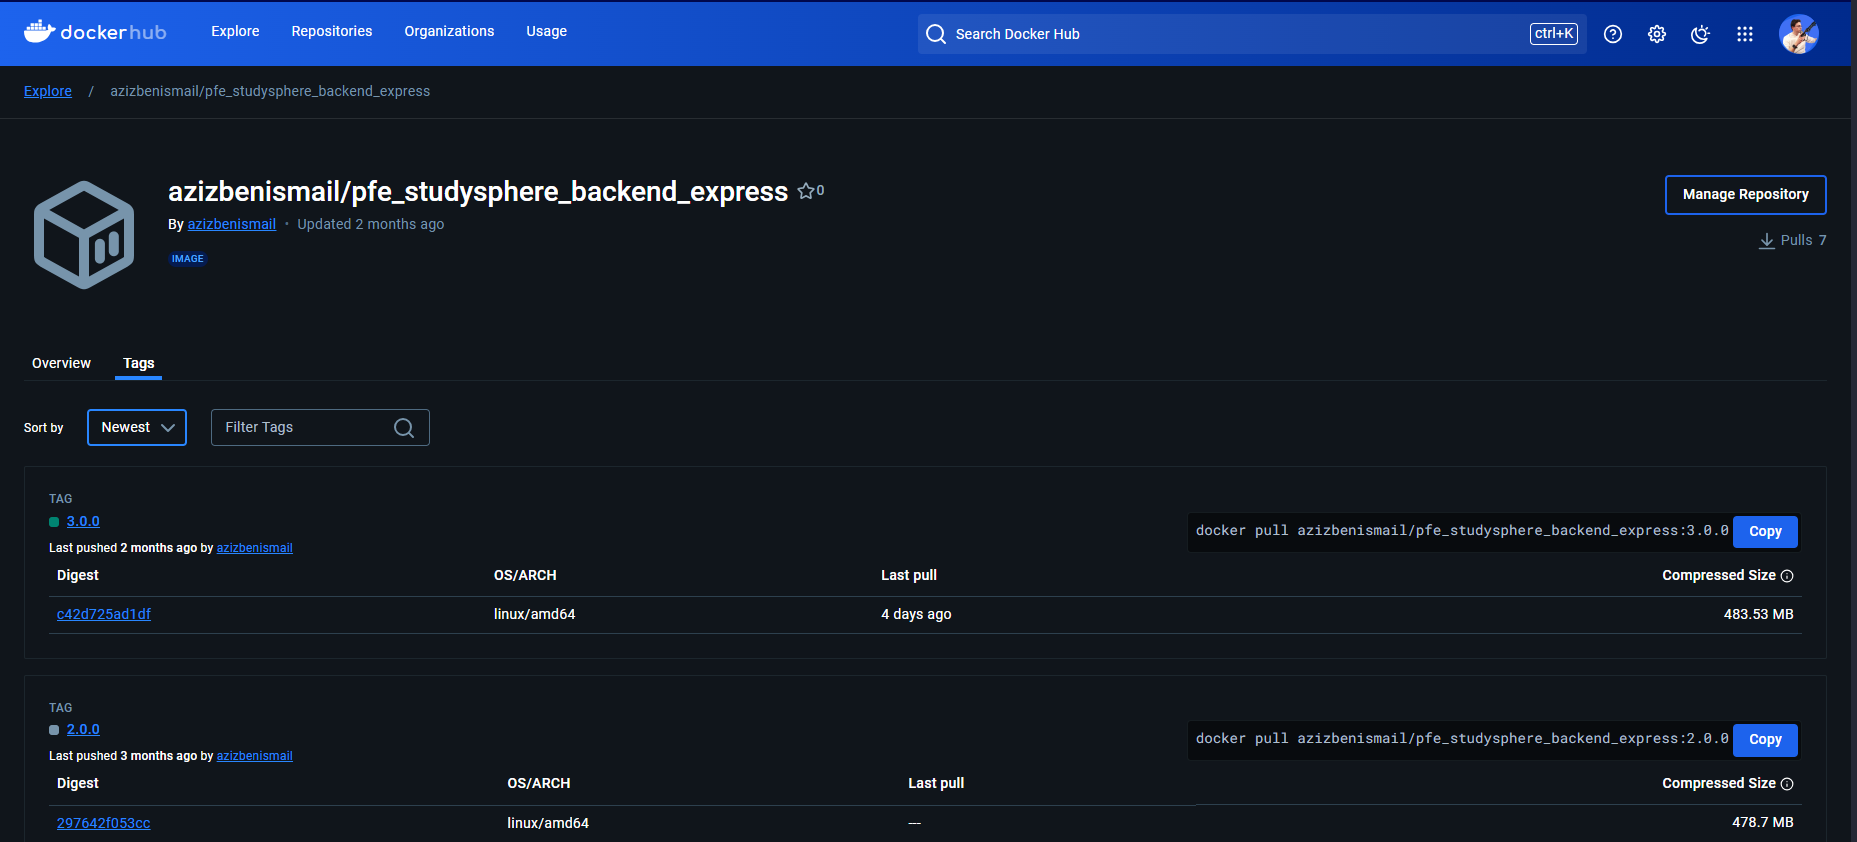 dockerhub Explore Repositories Organizations Usage Search Docker Hub ctrl+K
Explore / azizbenismail/pfe_studysphere_backend_express
azizbenismail/pfe_studysphere_backend_express 0
Manage Repository
By azizbenismail • Updated 2 months ago
Pulls 7
IMAGE
Overview Tags
Sort by Newest Filter Tags
TAG
3.0.0
docker pull azizbenismail/pfe_studysphere_backend_express:3.0.0 Copy
Last pushed 2 months ago by azizbenismail
Digest OS/ARCH Last pull Compressed Size
c42d725ad1df linux/amd64 4 days ago 483.53 MB
TAG
2.0.0
docker pull azizbenismail/pfe_studysphere_backend_express:2.0.0 Copy
Last pushed 3 months ago by azizbenismail
Digest OS/ARCH Last pull Compressed Size
297642f053cc linux/amd64 --- 478.7 MB